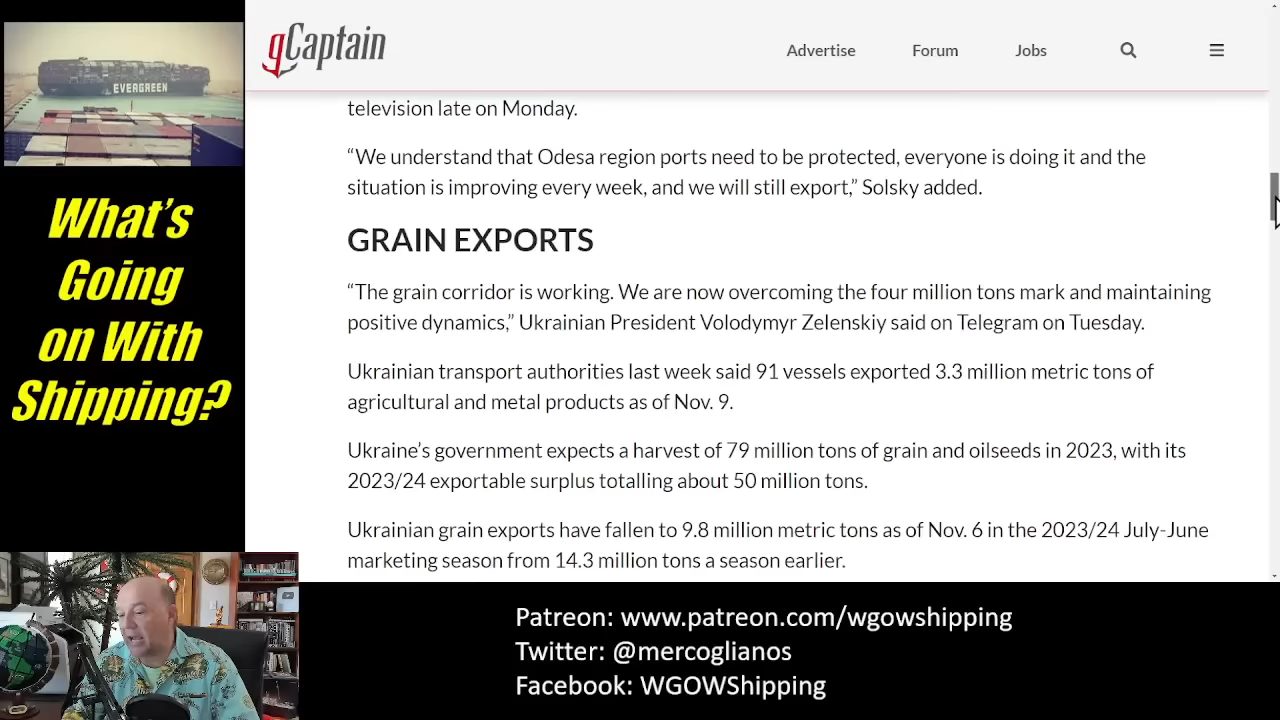 EVERGREEN
What's
Going
on With
Shipping?
gCaptain
Advertise
Forum
Jobs
television late on Monday.
“We understand that Odesa region ports need to be protected, everyone is doing it and the
situation is improving every week, and we will still export,” Solsky added.
GRAIN EXPORTS
“The grain corridor is working. We are now overcoming the four million tons mark and maintaining
positive dynamics,” Ukrainian President Volodymyr Zelenskiy said on Telegram on Tuesday.
Ukrainian transport authorities last week said 91 vessels exported 3.3 million metric tons of
agricultural and metal products as of Nov. 9.
Ukraine’s government expects a harvest of 79 million tons of grain and oilseeds in 2023, with its
2023/24 exportable surplus totalling about 50 million tons.
Ukrainian grain exports have fallen to 9.8 million metric tons as of Nov. 6 in the 2023/24 July-June
marketing season from 14.3 million tons a season earlier.
Patreon: www.patreon.com/wgowshipping
Twitter: @mercoglianos
Facebook: WGOWShipping